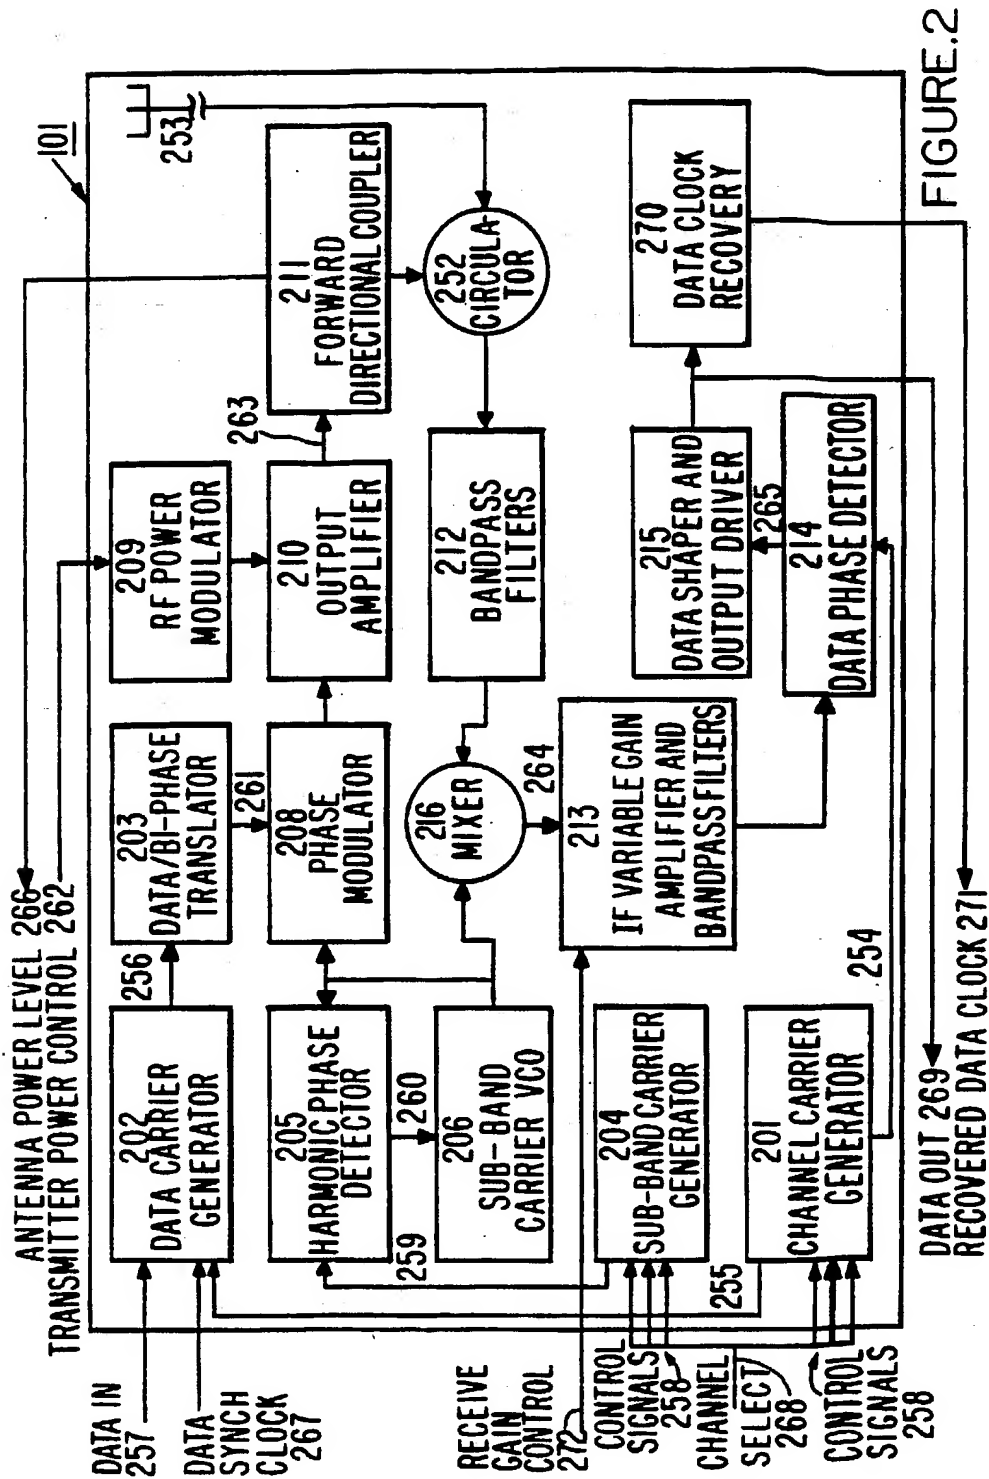 ANTENNA POWER LEVEL 266
TRANSMITTER POWER CONTROL 262
101
DATA IN
257
DATA
SYNCH
CLOCK
267
202
DATA CARRIER
GENERATOR
256
203
DATA/BI-PHASE
TRANSLATOR
261
209
RF POWER
MODULATOR
253
205
HARMONIC PHASE
DETECTOR
259
260
208
PHASE
MODULATOR
210
OUTPUT
AMPLIFIER
263
211
FORWARD
DIRECTIONAL COUPLER
206
SUB-BAND
CARRIER VCO
216
MIXER
212
BANDPASS
FILTERS
252
CIRCULA-
TOR
RECEIVE
GAIN
CONTROL
272
264
213
IF VARIABLE GAIN
AMPLIFIER AND
BANDPASS FILTERS
CONTROL
SIGNALS
258
204
SUB-BAND CARRIER
GENERATOR
215
DATA SHAPER AND
OUTPUT DRIVER
265
270
DATA CLOCK
RECOVERY
CHANNEL
SELECT
268
255
201
CHANNEL CARRIER
GENERATOR
254
214
DATA PHASE DETECTOR
CONTROL
SIGNALS
258
DATA OUT 269
RECOVERED DATA CLOCK 271
FIGURE.2